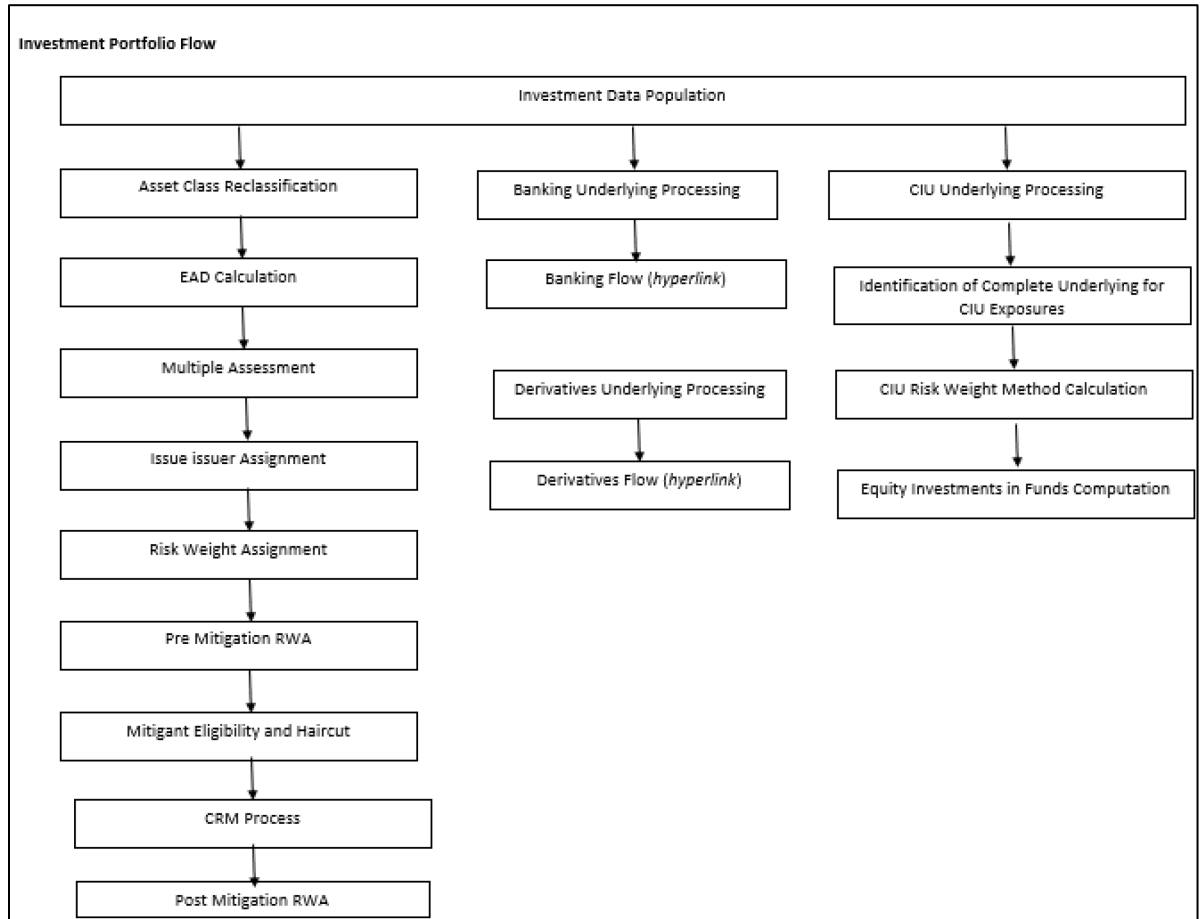 Investment Portfolio Flow
Investment Data Population
Asset Class Reclassification
EAD Calculation
Multiple Assessment
Issue issuer Assignment
Risk Weight Assignment
Pre Mitigation RWA
Mitigant Eligibility and Haircut
CRM Process
Post Mitigation RWA
Banking Underlying Processing
Banking Flow (hyperlink)
Derivatives Underlying Processing
Derivatives Flow (hyperlink)
CIU Underlying Processing
Identification of Complete Underlying for
CIU Exposures
CIU Risk Weight Method Calculation
Equity Investments in Funds Computation